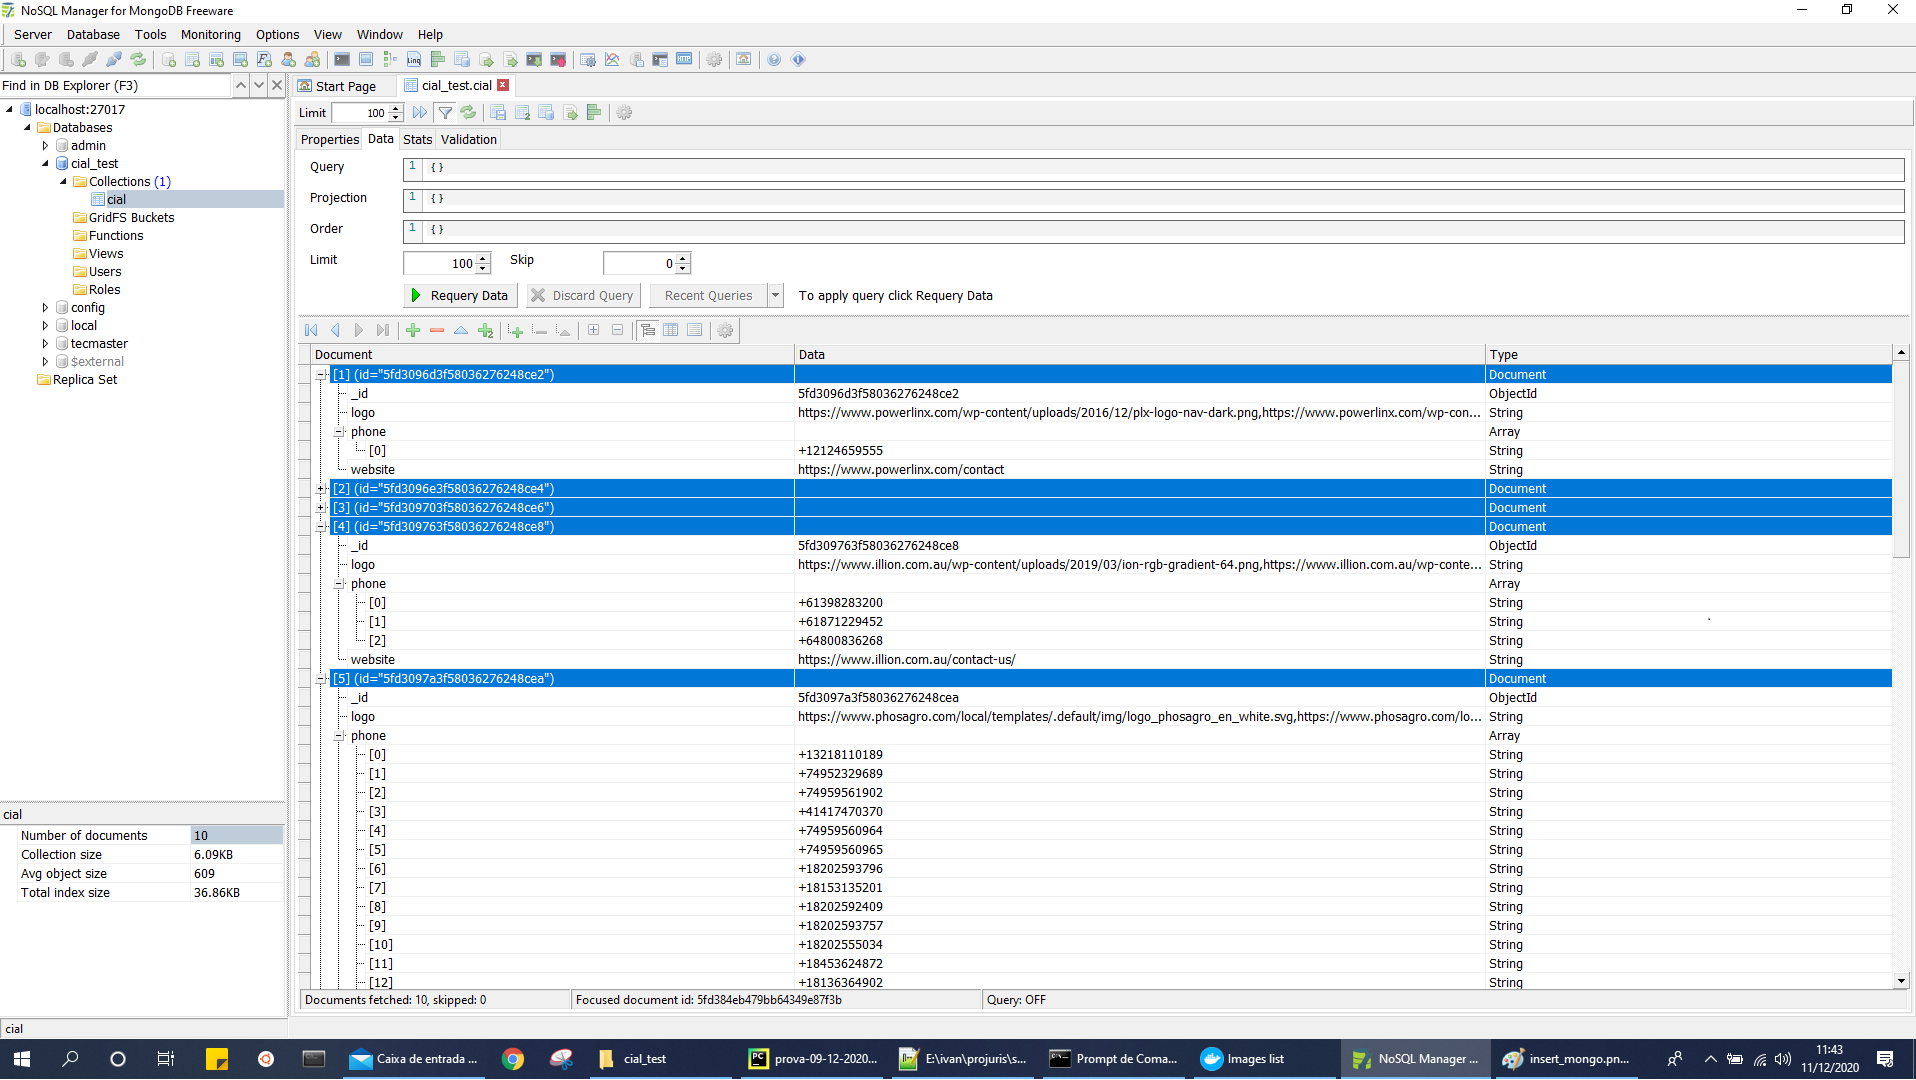 NoSQL Manager for MongoDB Freeware
Server Database Tools Monitoring Options View Window Help
Find in DB Explorer (F3)
localhost:27017
Databases
admin
cial_test
Collections (1)
cial
GridFS Buckets
Functions
Views
Users
Roles
config
local
tecmaster
$external
Replica Set
cial
Number of documents 10
Collection size 6.09KB
Avg object size 609
Total index size 36.86KB
cial
Start Page cial_test.cial
Limit 100
Properties Data Stats Validation
Query 1 { }
Projection 1 { }
Order 1 { }
Limit 100 Skip 0
Requery Data Discard Query Recent Queries To apply query click Requery Data
Document Data Type
[1] (id="5fd3096d3f58036276248ce2") Document
_id 5fd3096d3f58036276248ce2 ObjectId
logo https://www.powerlinx.com/wp-content/uploads/2016/12/plx-logo-nav-dark.png,https://www.powerlinx.com/wp-con... String
phone Array
[0] +12124659555 String
website https://www.powerlinx.com/contact String
[2] (id="5fd3096e3f58036276248ce4") Document
[3] (id="5fd309703f58036276248ce6") Document
[4] (id="5fd309763f58036276248ce8") Document
_id 5fd309763f58036276248ce8 ObjectId
logo https://www.illion.com.au/wp-content/uploads/2019/03/ion-rgb-gradient-64.png,https://www.illion.com.au/wp-conte... String
phone Array
[0] +61398283200 String
[1] +61871229452 String
[2] +64800836268 String
website https://www.illion.com.au/contact-us/ String
[5] (id="5fd3097a3f58036276248cea") Document
_id 5fd3097a3f58036276248cea ObjectId
logo https://www.phosagro.com/local/templates/.default/img/logo_phosagro_en_white.svg,https://www.phosagro.com/lo... String
phone Array
[0] +13218110189 String
[1] +74952329689 String
[2] +74959561902 String
[3] +41417470370 String
[4] +74959560964 String
[5] +74959560965 String
[6] +18202593796 String
[7] +18153135201 String
[8] +18202592409 String
[9] +18202593757 String
[10] +18202555034 String
[11] +18453624872 String
[12] +18136364902 String
Documents fetched: 10, skipped: 0 Focused document id: 5fd384eb479bb64349e87f3b Query: OFF
Caixa de entrada ... cial_test prova-09-12-2020... E:\ivan\projuris\s... Prompt de Coma... Images list NoSQL Manager ... insert_mongo.pn... 11:43
11/12/2020